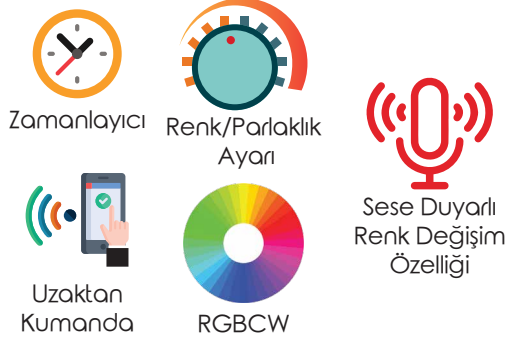 Zamanlayıcı
Renk/Parlaklık
Ayarı
Sese Duyarlı
Renk Değişim
Özelliği
Uzaktan
Kumanda
RGBCW